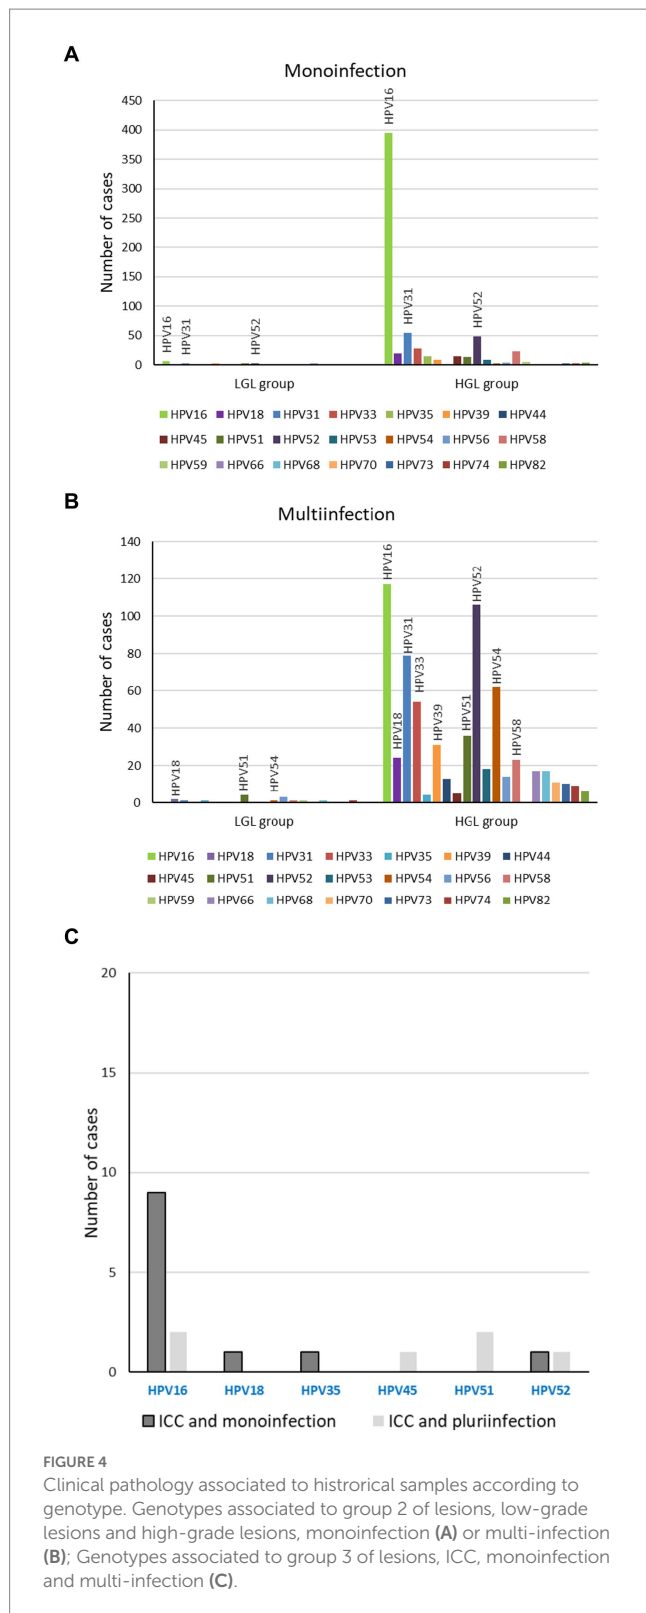 A
Monoinfection
Number of cases
450
400
350
300
250
200
150
100
50
0
HPV16
HPV31
HPV52
HPV16
HPV31
HPV52
LGL group
HGL group
HPV16 HPV18 HPV31 HPV33 HPV35 HPV39 HPV44
HPV45 HPV51 HPV52 HPV53 HPV54 HPV56 HPV58
HPV59 HPV66 HPV68 HPV70 HPV73 HPV74 HPV82
B
Multiinfection
Number of cases
140
120
100
80
60
40
20
0
HPV18
HPV51
HPV54
HPV16
HPV18
HPV31
HPV33
HPV39
HPV51
HPV52
HPV54
HPV58
LGL group
HGL group
HPV16 HPV18 HPV31 HPV33 HPV35 HPV39 HPV44
HPV45 HPV51 HPV52 HPV53 HPV54 HPV56 HPV58
HPV59 HPV66 HPV68 HPV70 HPV73 HPV74 HPV82
C
Number of cases
20
15
10
5
0
HPV16 HPV18 HPV35 HPV45 HPV51 HPV52
ICC and monoinfection ICC and pluriinfection
FIGURE 4
Clinical pathology associated to histrorical samples according to
genotype. Genotypes associated to group 2 of lesions, low-grade
lesions and high-grade lesions, monoinfection (A) or multi-infection
(B); Genotypes associated to group 3 of lesions, ICC, monoinfection
and multi-infection (C).